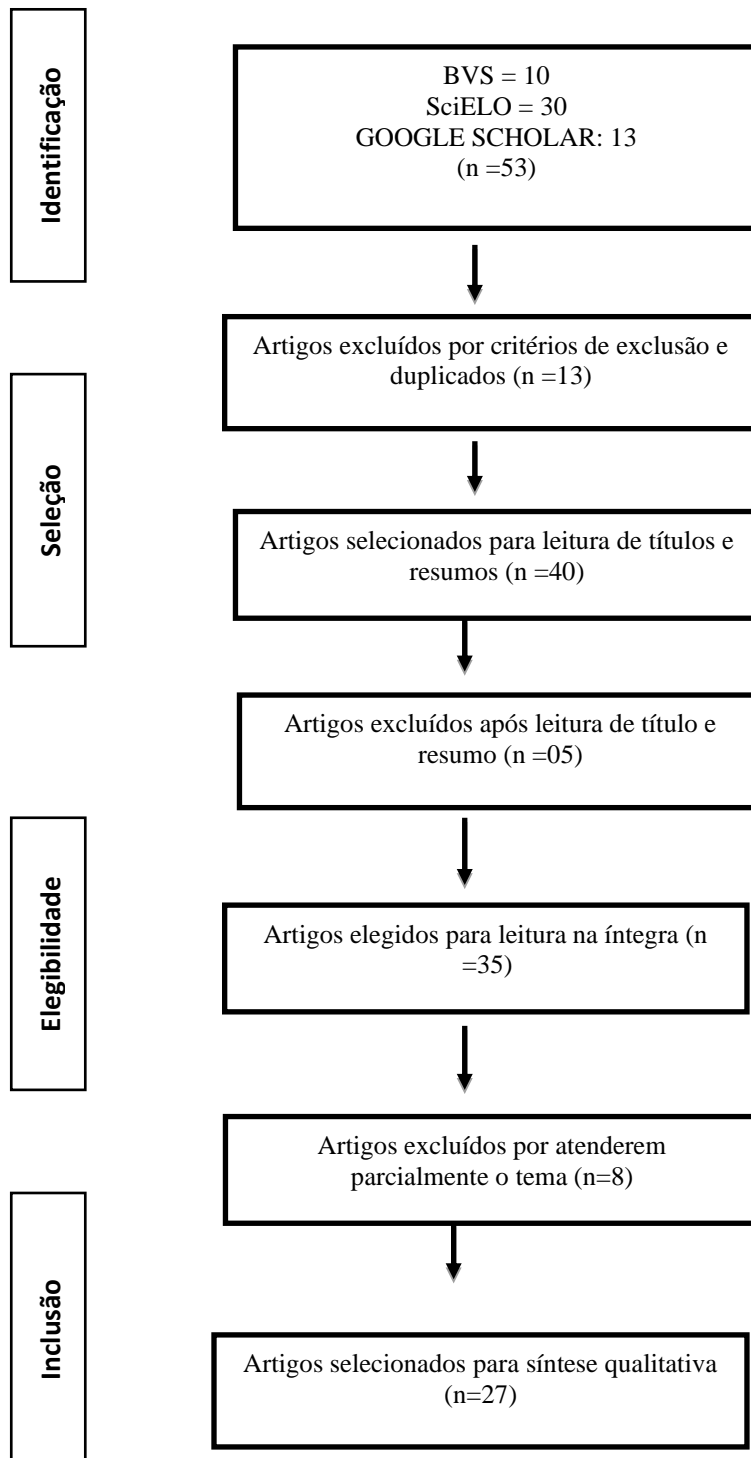 Identificação
BVS = 10
SciELO = 30
GOOGLE SCHOLAR: 13
(n =53)
Artigos excluídos por critérios de exclusão e
duplicados (n =13)
Seleção
Artigos selecionados para leitura de títulos e
resumos (n =40)
Artigos excluídos após leitura de título e
resumo (n =05)
Elegibilidade
Artigos elegidos para leitura na íntegra (n
=35)
Artigos excluídos por atenderem
parcialmente o tema (n=8)
Inclusão
Artigos selecionados para síntese qualitativa
(n=27)